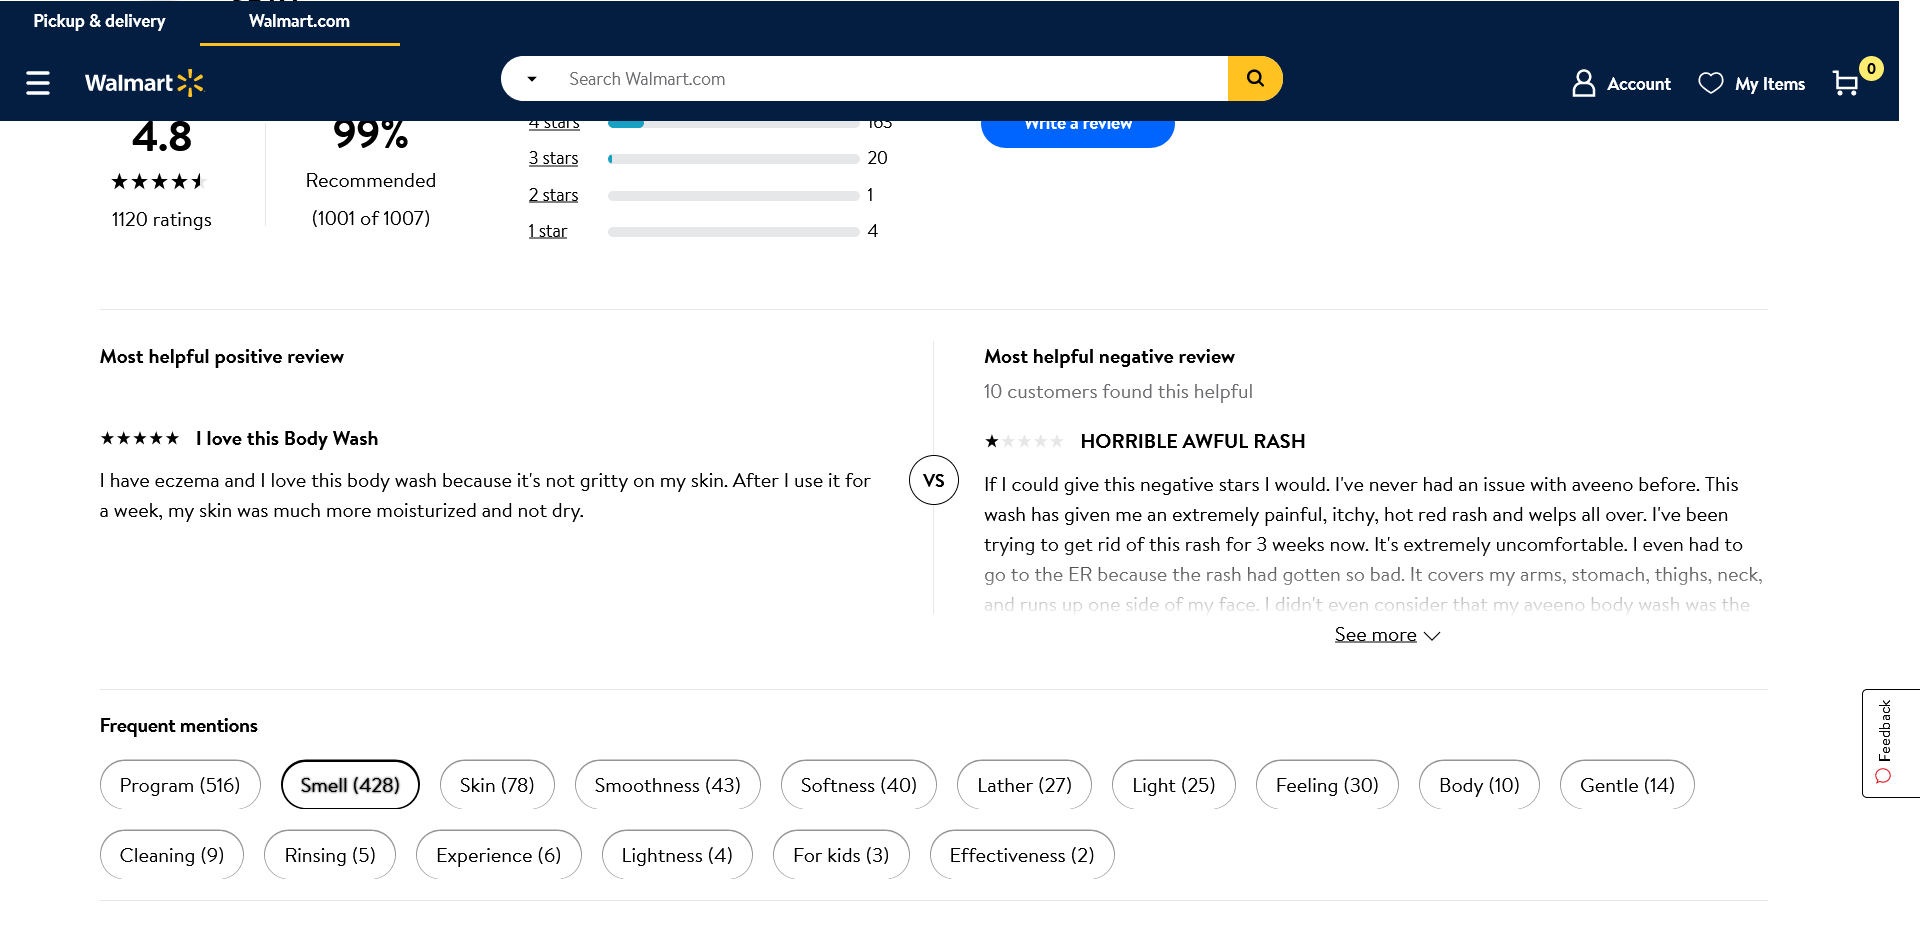 Pickup & delivery
Walmart.com
Walmart
Search Walmart.com
Account
My Items
0
4.8
1120 ratings
99%
Recommended
(1001 of 1007)
4 stars 163
3 stars 20
2 stars 1
1 star 4
Write a review
Most helpful positive review
I love this Body Wash
I have eczema and I love this body wash because it's not gritty on my skin. After I use it for
a week, my skin was much more moisturized and not dry.
VS
Most helpful negative review
10 customers found this helpful
HORRIBLE AWFUL RASH
If I could give this negative stars I would. I've never had an issue with aveeno before. This
wash has given me an extremely painful, itchy, hot red rash and welps all over. I've been
trying to get rid of this rash for 3 weeks now. It's extremely uncomfortable. I even had to
go to the ER because the rash had gotten so bad. It covers my arms, stomach, thighs, neck,
and runs up one side of my face. I didn't even consider that my aveeno body wash was the
See more
Feedback
Frequent mentions
Program (516) Smell (428) Skin (78) Smoothness (43) Softness (40) Lather (27) Light (25) Feeling (30) Body (10) Gentle (14)
Cleaning (9) Rinsing (5) Experience (6) Lightness (4) For kids (3) Effectiveness (2)